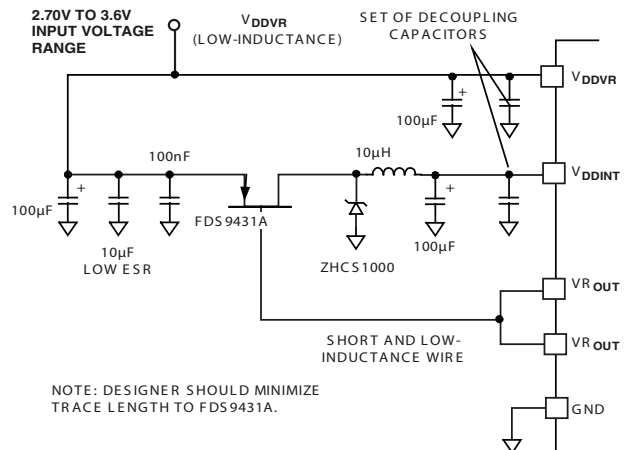 2.70V TO 3.6V
INPUT VOLTAGE
RANGE
VDDVR
(LOW-INDUCTANCE)
SET OF DECOUPLING
CAPACITORS
VDDVR
+
100µF
100nF
10µH
VDDINT
+
100µF
10µF
LOW ESR
FDS9431A
ZHCS1000
+
100µF
VROUT
SHORT AND LOW-
INDUCTANCE WIRE
VROUT
NOTE: DESIGNER SHOULD MINIMIZE
TRACE LENGTH TO FDS9431A.
GND